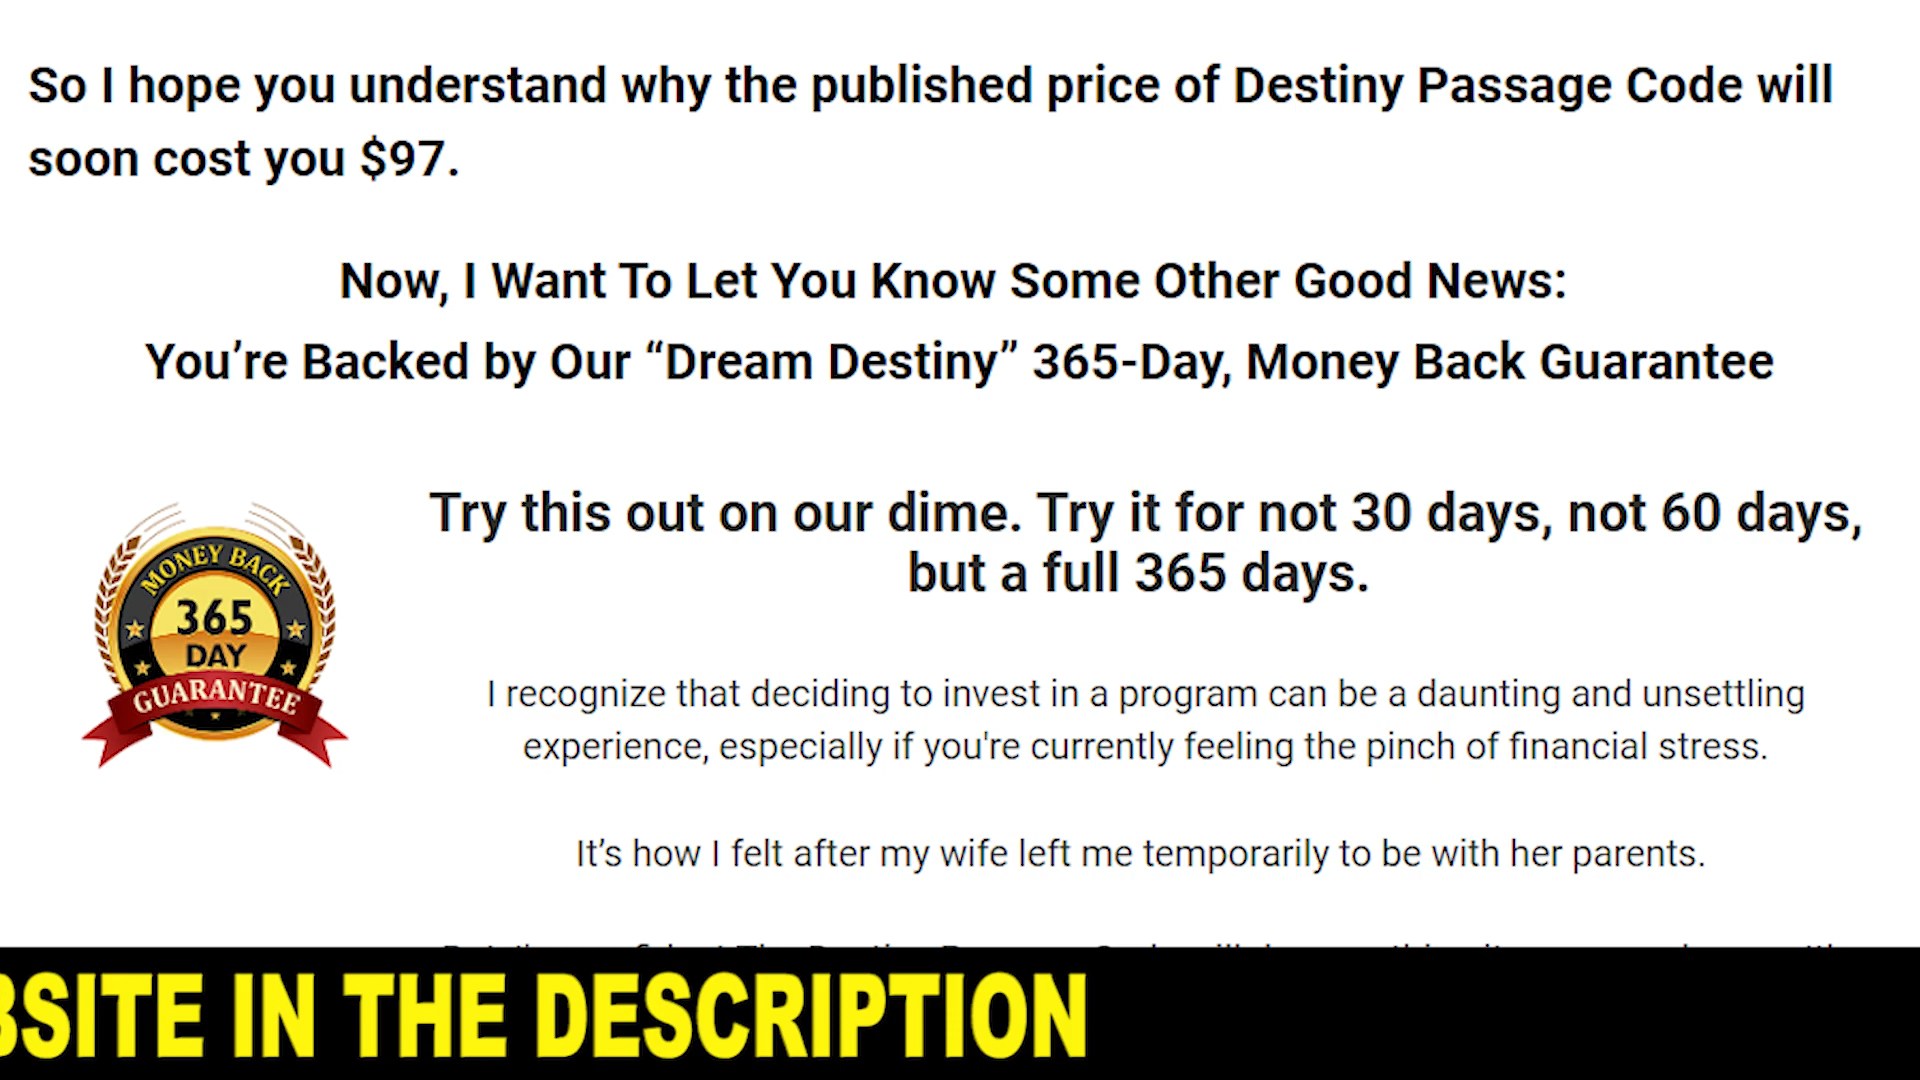 So I hope you understand why the published price of Destiny Passage Code will
soon cost you $97.
Now, I Want To Let You Know Some Other Good News:
You’re Backed by Our “Dream Destiny” 365-Day, Money Back Guarantee
Try this out on our dime. Try it for not 30 days, not 60 days,
but a full 365 days.
MONEY BACK
365
DAY
GUARANTEE
I recognize that deciding to invest in a program can be a daunting and unsettling
experience, especially if you're currently feeling the pinch of financial stress.
It’s how I felt after my wife left me temporarily to be with her parents.
BSITE IN THE DESCRIPTION